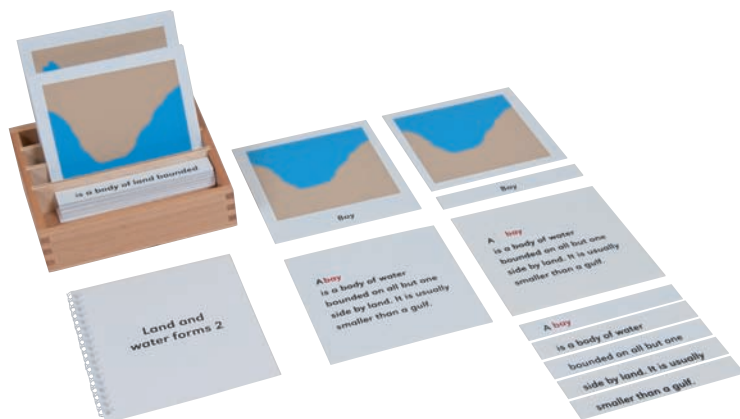 is a body of land bounded
Bay
Bay
Land and
water forms 2
A bay
is a body of water
bounded on all but one
side by land. It is usually
smaller than a gulf.
A bay
is a body of water
bounded on all but one
side by land. It is usually
smaller than a gulf.
A bay
is a body of water
bounded on all but one
side by land. It is usually
smaller than a gulf.